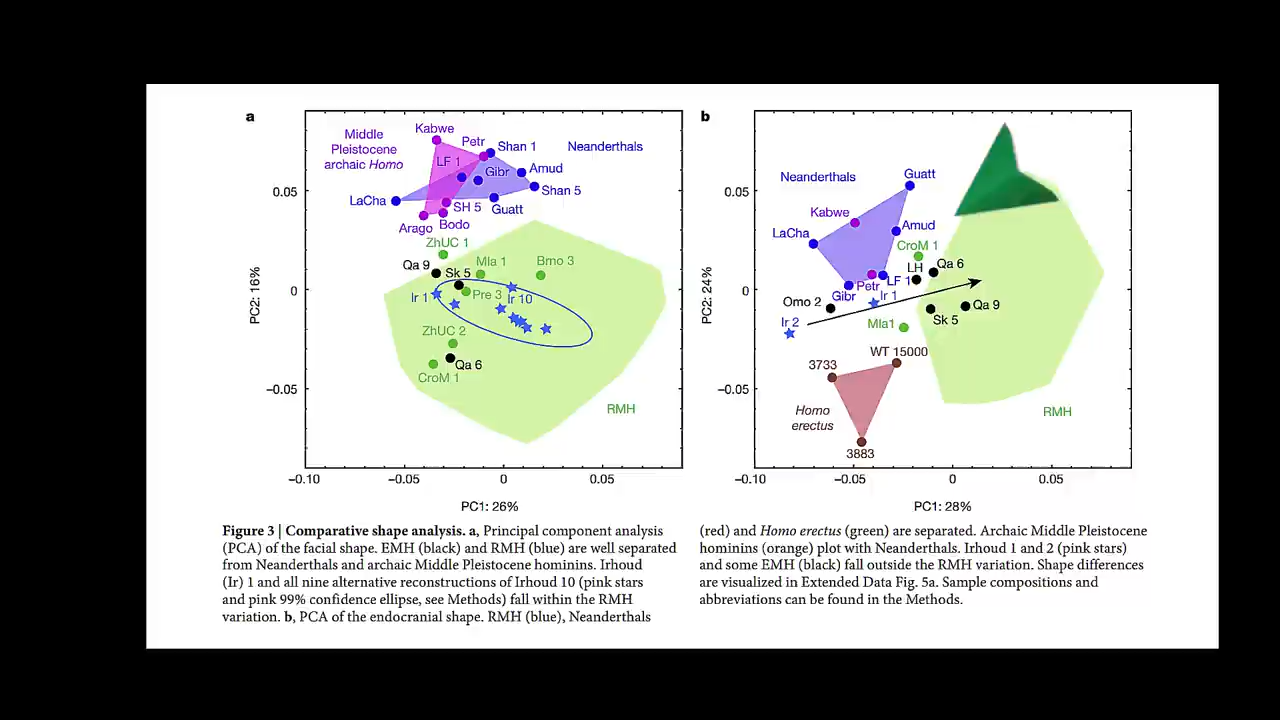 a
Middle
Pleistocene
archaic Homo
Kabwe
Petr
Shan 1
Neanderthals
LF 1
Gibr
Amud
Shan 5
LaCha
SH 5
Guatt
Arago
Bodo
ZhUC 1
Qa 9
Sk 5
Mla 1
Brno 3
Ir 1
Pre 3
Ir 10
ZhUC 2
Qa 6
CroM 1
RMH
0.05
0
−0.05
PC2: 16%
−0.10
−0.05
0
0.05
PC1: 26%
b
Neanderthals
Guatt
Kabwe
LaCha
Amud
CroM 1
LH
Qa 6
Petr
LF 1
Gibr
Ir 1
Omo 2
Qa 9
Sk 5
Ir 2
Mla1
WT 15000
3733
Homo
erectus
3883
RMH
0.05
0
−0.05
PC2: 24%
−0.10
−0.05
0
0.05
PC1: 28%
Figure 3 | Comparative shape analysis. a, Principal component analysis
(PCA) of the facial shape. EMH (black) and RMH (blue) are well separated
from Neanderthals and archaic Middle Pleistocene hominins. Irhoud
(Ir) 1 and all nine alternative reconstructions of Irhoud 10 (pink stars
and pink 99% confidence ellipse, see Methods) fall within the RMH
variation. b, PCA of the endocranial shape. RMH (blue), Neanderthals
(red) and Homo erectus (green) are separated. Archaic Middle Pleistocene
hominins (orange) plot with Neanderthals. Irhoud 1 and 2 (pink stars)
and some EMH (black) fall outside the RMH variation. Shape differences
are visualized in Extended Data Fig. 5a. Sample compositions and
abbreviations can be found in the Methods.